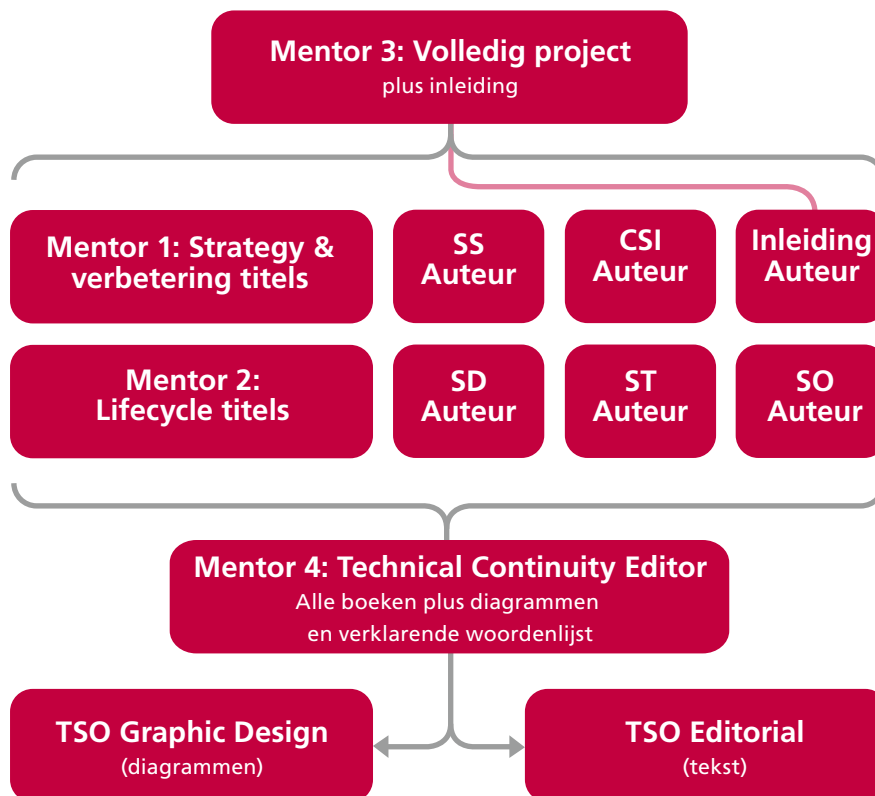 Mentor 3: Volledig project
plus inleiding
Mentor 1: Strategy &
verbetering titels
SS
Auteur
CSI
Auteur
Inleiding
Auteur
Mentor 2:
Lifecycle titels
SD
Auteur
ST
Auteur
SO
Auteur
Mentor 4: Technical Continuity Editor
Alle boeken plus diagrammen
en verklarende woordenlijst
TSO Graphic Design
(diagrammen)
TSO Editorial
(tekst)